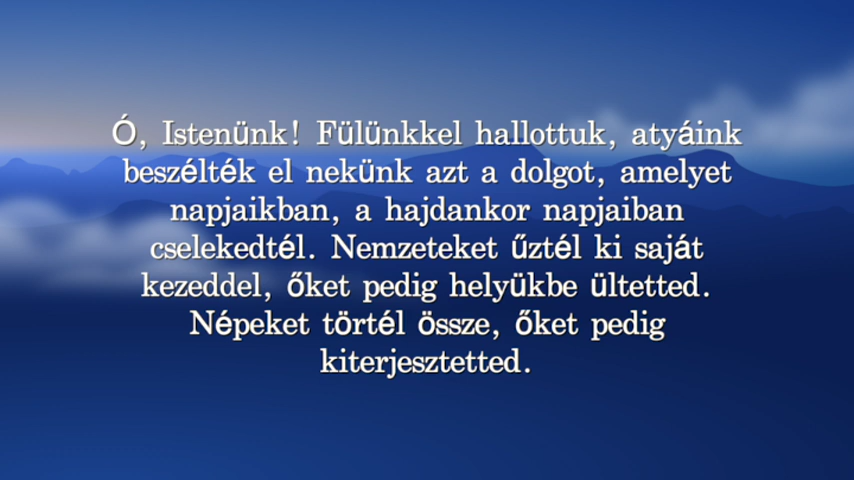 Ó, Istenünk! Fülünkkel hallottuk, atyáink
beszélték el nekünk azt a dolgot, amelyet
napjaikban, a hajdankor napjaiban
cselekedtél. Nemzeteket űztél ki saját
kezeddel, őket pedig helyükbe ültetted.
Népeket törtél össze, őket pedig
kiterjesztetted.